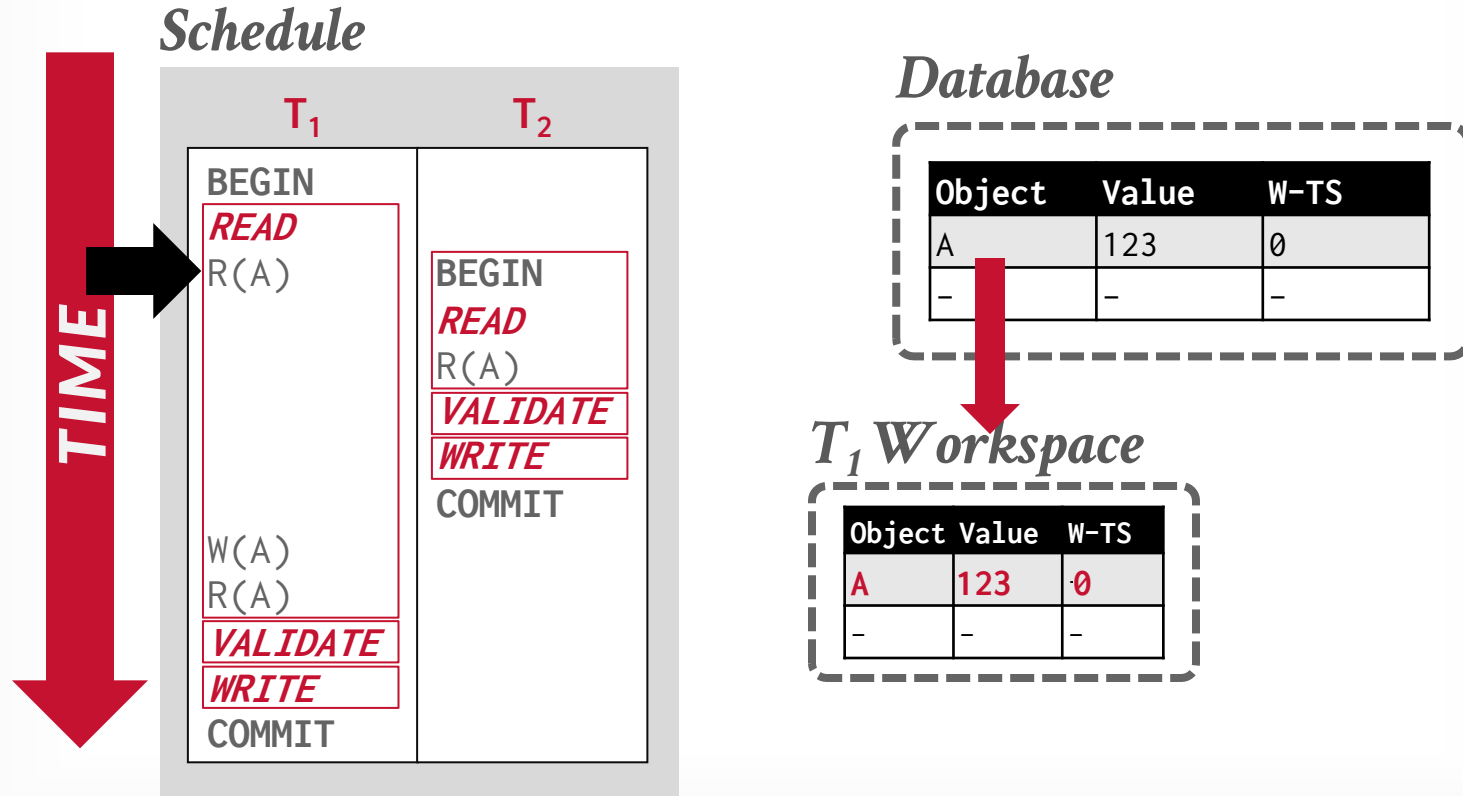 Schedule
TIME
T1 T2
BEGIN
READ
R(A) BEGIN
READ
R(A)
VALIDATE
WRITE
COMMIT
W(A)
R(A)
VALIDATE
WRITE
COMMIT
Database
Object Value W-TS
A 123 0
- - -
T1 Workspace
Object Value W-TS
A 123 0
- - -